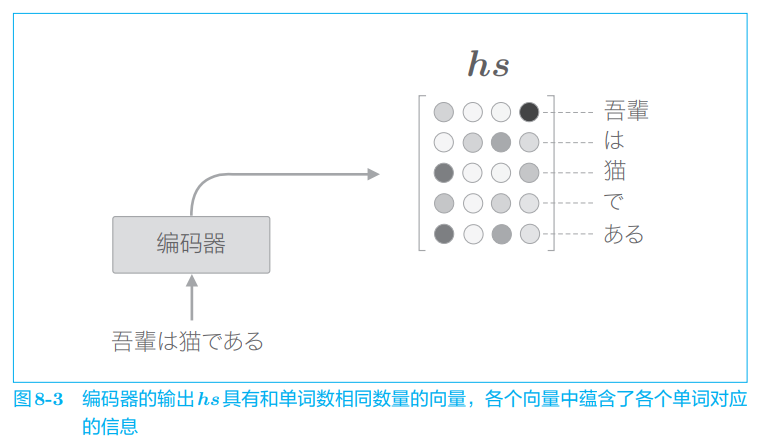 hs
吾輩
は
猫
で
ある
编码器
吾輩は猫である
图8-3 编码器的输出hs具有和单词数相同数量的向量，各个向量中蕴含了各个单词对应
的信息